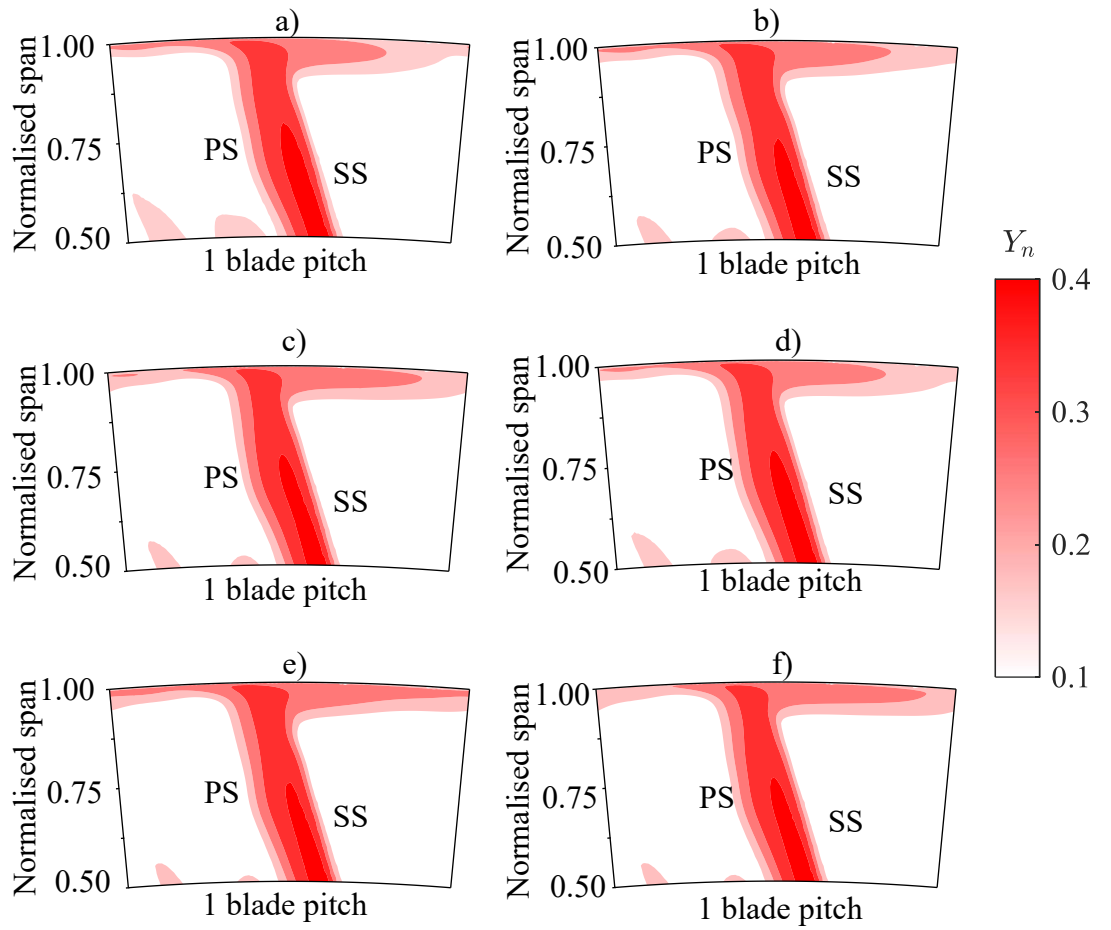 a)
b)
1.00
0.75
0.50
Normalised span
PS
SS
1 blade pitch
1.00
0.75
0.50
Normalised span
PS
SS
1 blade pitch
Yₙ
0.4
0.3
0.2
0.1
c)
d)
1.00
0.75
0.50
Normalised span
PS
SS
1 blade pitch
1.00
0.75
0.50
Normalised span
PS
SS
1 blade pitch
e)
f)
1.00
0.75
0.50
Normalised span
PS
SS
1 blade pitch
1.00
0.75
0.50
Normalised span
PS
SS
1 blade pitch